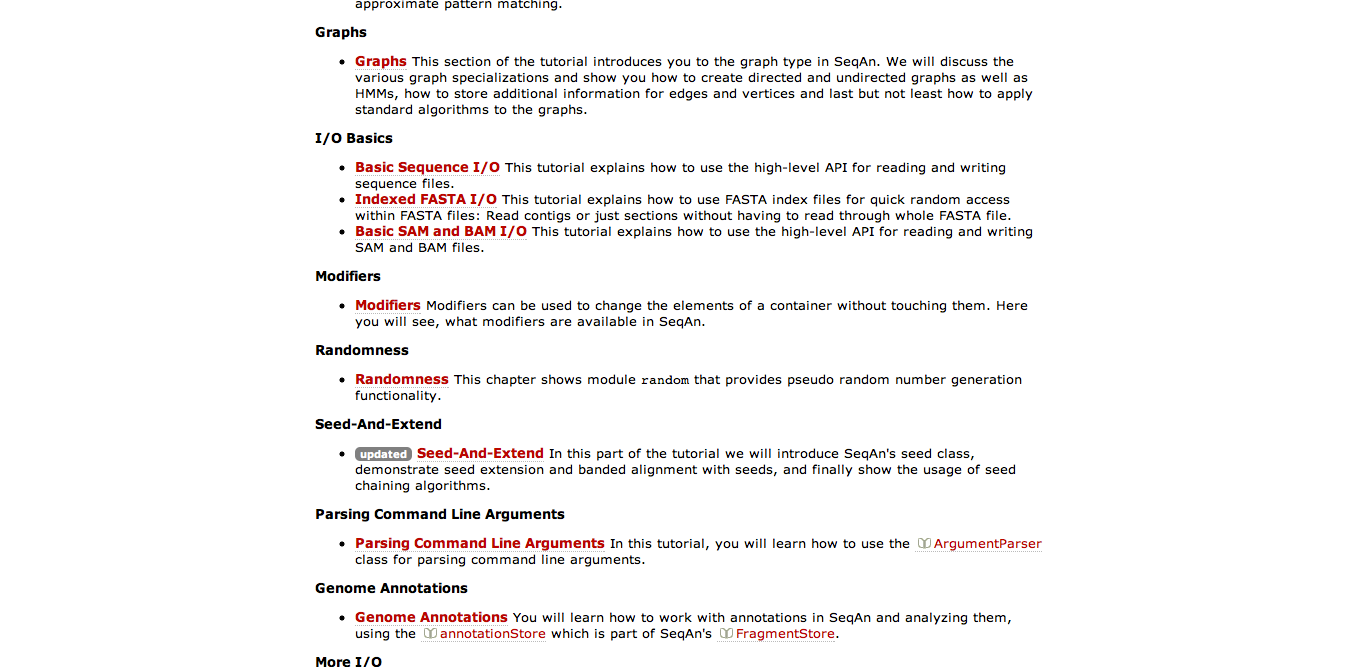 approximate pattern matching.
Graphs
Graphs This section of the tutorial introduces you to the graph type in SeqAn. We will discuss the
various graph specializations and show you how to create directed and undirected graphs as well as
HMMs, how to store additional information for edges and vertices and last but not least how to apply
standard algorithms to the graphs.
I/O Basics
Basic Sequence I/O This tutorial explains how to use the high-level API for reading and writing
sequence files.
Indexed FASTA I/O This tutorial explains how to use FASTA index files for quick random access
within FASTA files: Read contigs or just sections without having to read through whole FASTA file.
Basic SAM and BAM I/O This tutorial explains how to use the high-level API for reading and writing
SAM and BAM files.
Modifiers
Modifiers Modifiers can be used to change the elements of a container without touching them. Here
you will see, what modifiers are available in SeqAn.
Randomness
Randomness This chapter shows module random that provides pseudo random number generation
functionality.
Seed-And-Extend
updated Seed-And-Extend In this part of the tutorial we will introduce SeqAn's seed class,
demonstrate seed extension and banded alignment with seeds, and finally show the usage of seed
chaining algorithms.
Parsing Command Line Arguments
Parsing Command Line Arguments In this tutorial, you will learn how to use the ArgumentParser
class for parsing command line arguments.
Genome Annotations
Genome Annotations You will learn how to work with annotations in SeqAn and analyzing them,
using the annotationStore which is part of SeqAn's FragmentStore.
More I/O